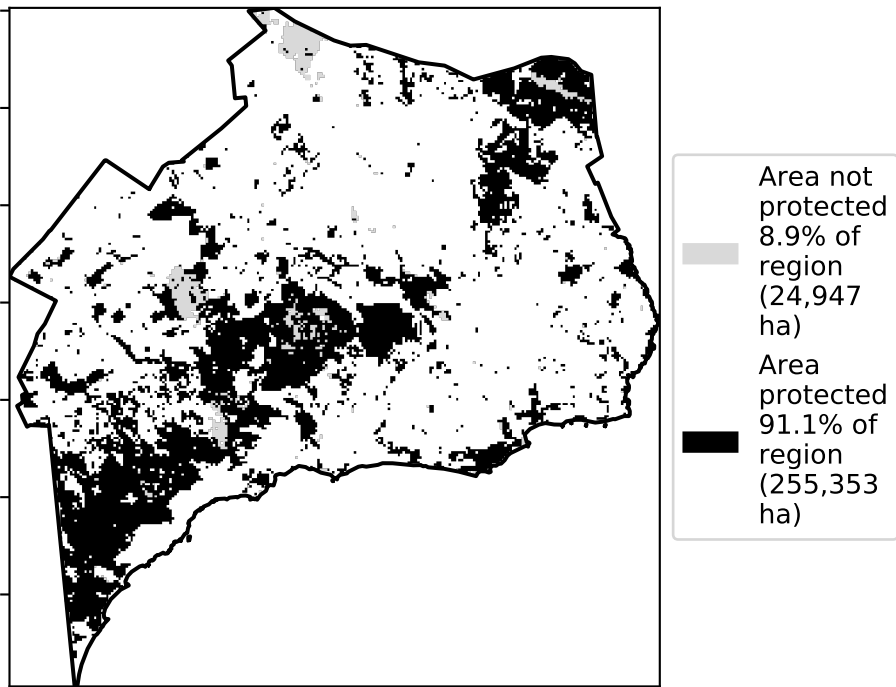 Area not
protected
8.9% of
region
(24,947
ha)
Area
protected
91.1% of
region
(255,353
ha)